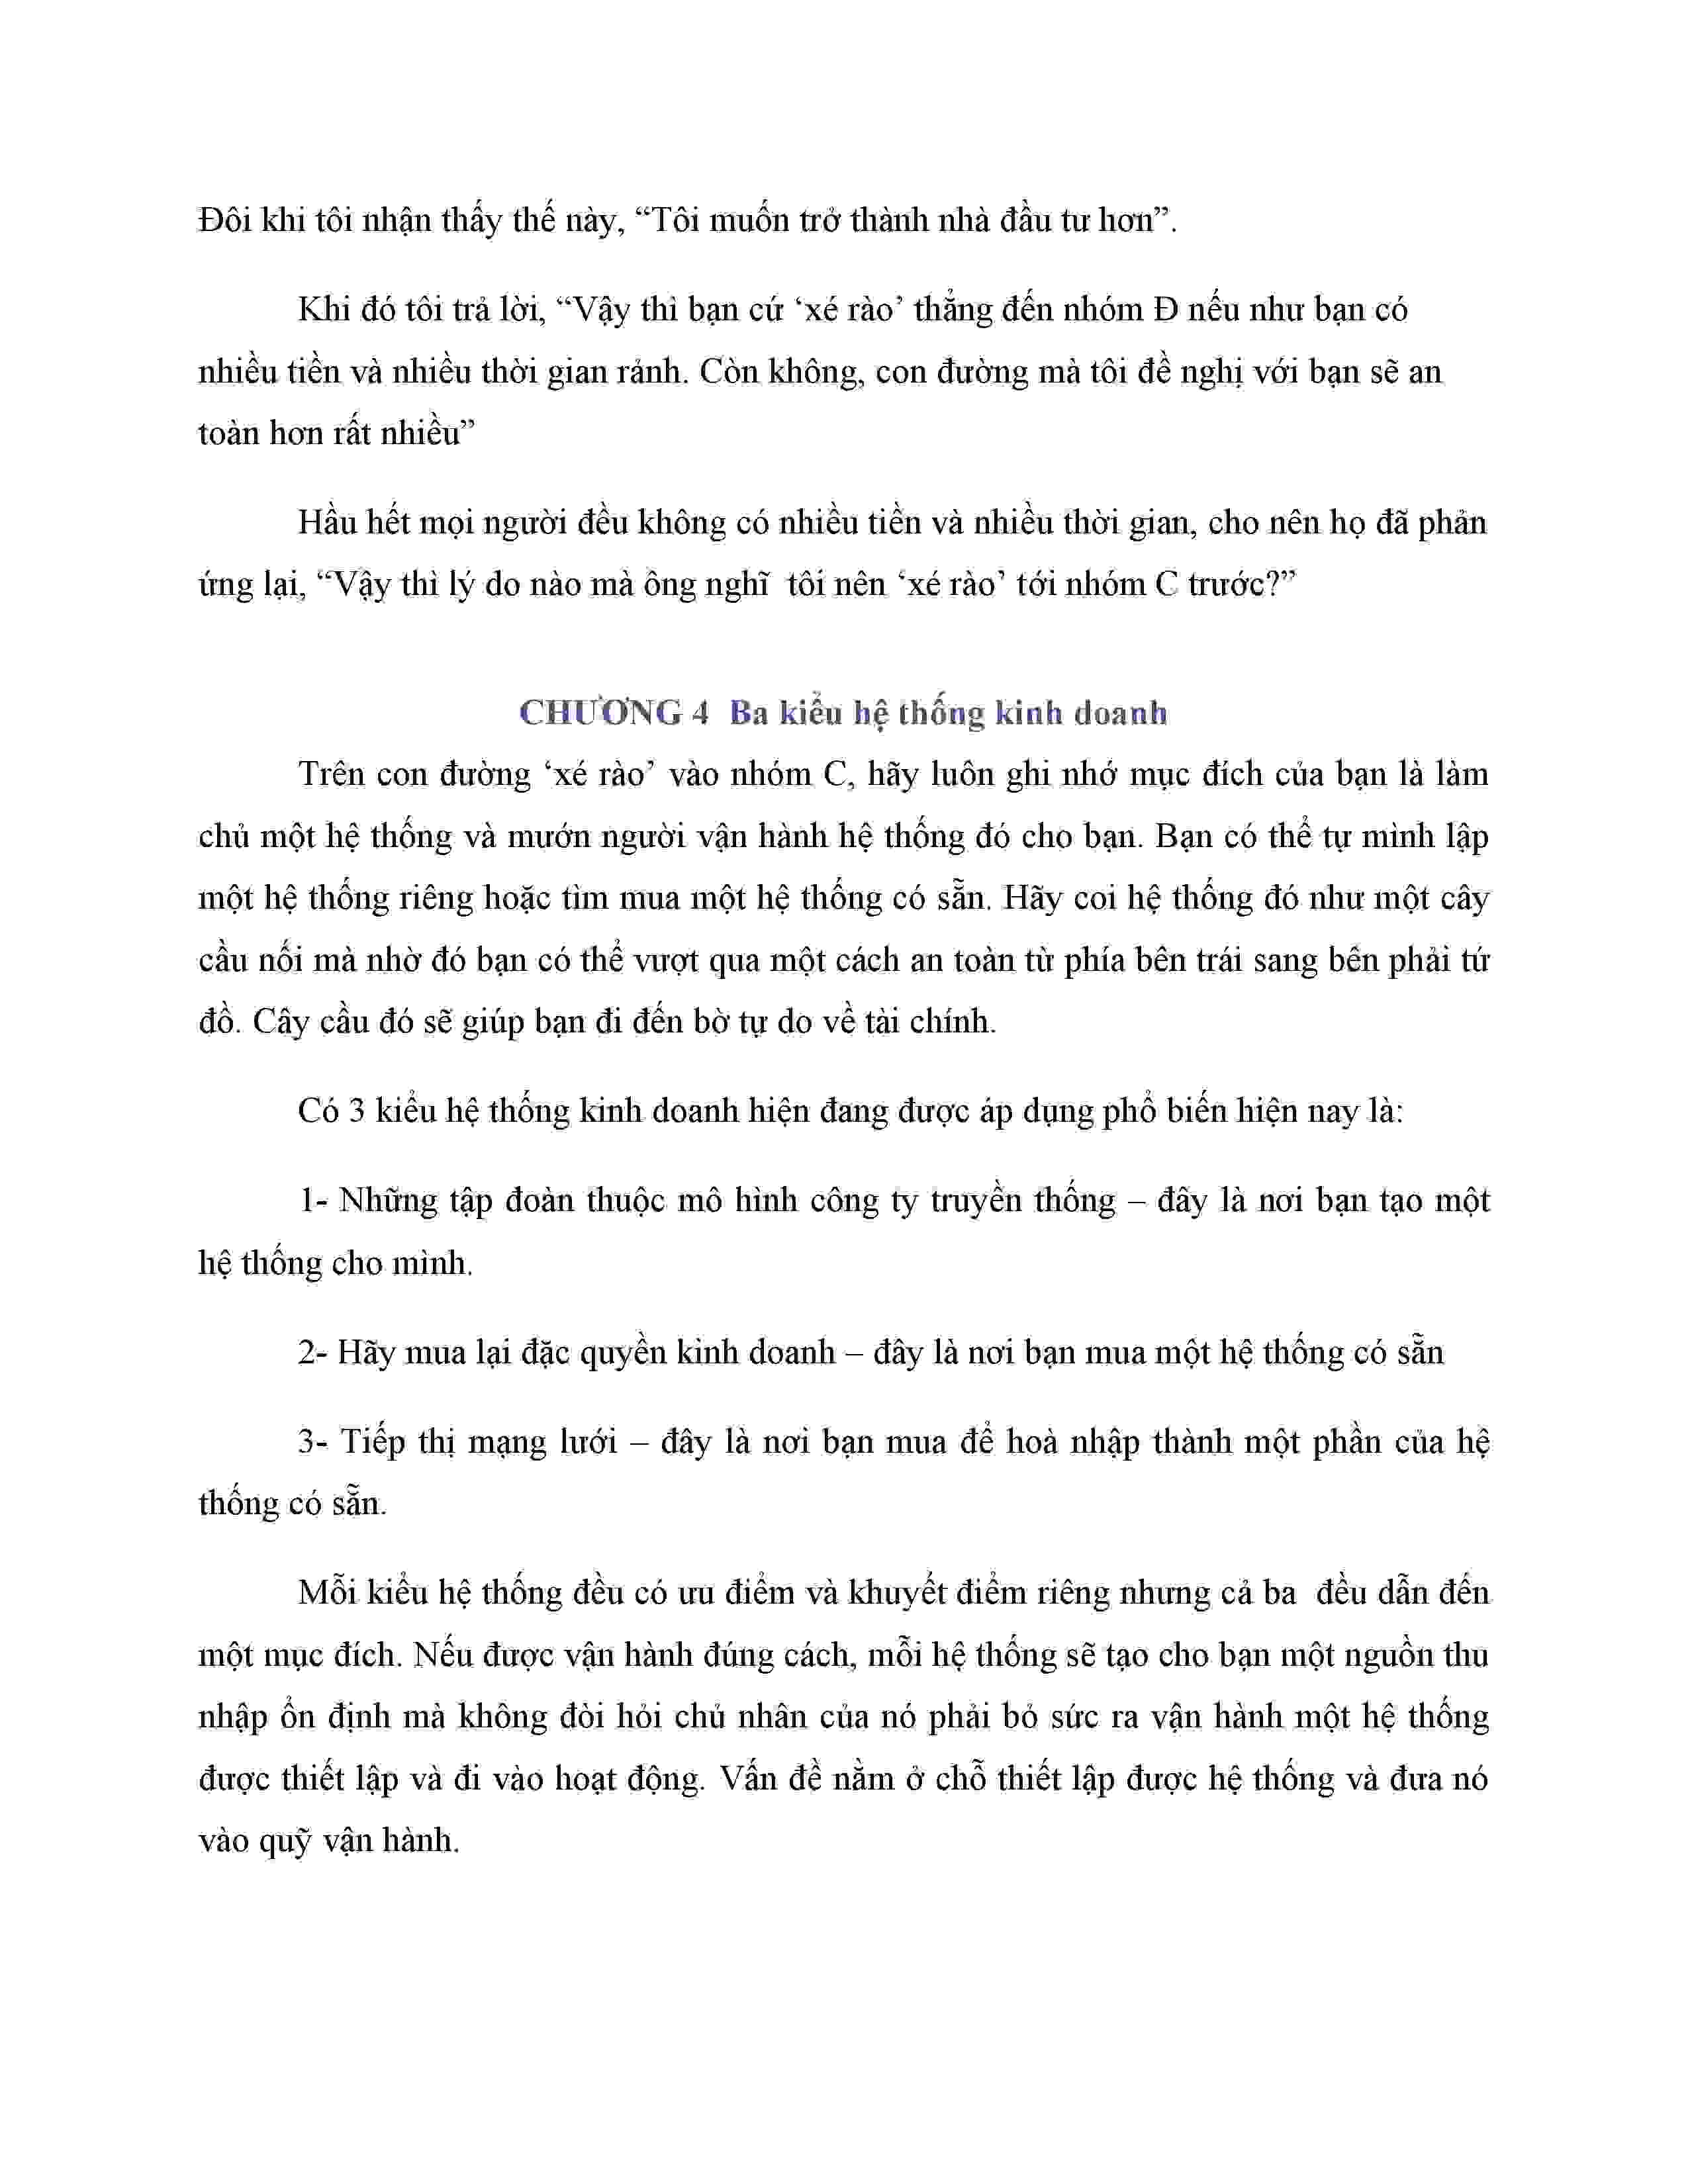 Đôi khi tôi nhận thấy thế này, “Tôi muốn trở thành nhà đầu tư hơn”.
Khi đó tôi trả lời, “Vậy thì bạn cứ ‘xé rào’ thẳng đến nhóm Đ nếu như bạn có
nhiều tiền và nhiều thời gian rảnh. Còn không, con đường mà tôi đề nghị với bạn sẽ an
toàn hơn rất nhiều”
Hầu hết mọi người đều không có nhiều tiền và nhiều thời gian, cho nên họ đã phản
ứng lại, “Vậy thì lý do nào mà ông nghĩ tôi nên ‘xé rào’ tới nhóm C trước?”
CHƯƠNG 4 Ba kiểu hệ thống kinh doanh
Trên con đường ‘xé rào’ vào nhóm C, hãy luôn ghi nhớ mục đích của bạn là làm
chủ một hệ thống và mướn người vận hành hệ thống đó cho bạn. Bạn có thể tự mình lập
một hệ thống riêng hoặc tìm mua một hệ thống có sẵn. Hãy coi hệ thống đó như một cây
cầu nối mà nhờ đó bạn có thể vượt qua một cách an toàn từ phía bên trái sang bên phải tứ
đồ. Cây cầu đó sẽ giúp bạn đi đến bờ tự do về tài chính.
Có 3 kiểu hệ thống kinh doanh hiện đang được áp dụng phổ biến hiện nay là:
1- Những tập đoàn thuộc mô hình công ty truyền thống – đây là nơi bạn tạo một
hệ thống cho mình.
2- Hãy mua lại đặc quyền kình doanh – đây là nơi bạn mua một hệ thống có sẵn
3- Tiếp thị mạng lưới – đây là nơi bạn mua để hoà nhập thành một phần của hệ
thống có sẵn.
Mỗi kiểu hệ thống đều có ưu điểm và khuyết điểm riêng nhưng cả ba đều dẫn đến
một mục đích. Nếu được vận hành đúng cách, mỗi hệ thống sẽ tạo cho bạn một nguồn thu
nhập ổn định mà không đòi hỏi chủ nhân của nó phải bỏ sức ra vận hành một hệ thống
được thiết lập và đi vào hoạt động. Vấn đề nằm ở chỗ thiết lập được hệ thống và đưa nó
vào quỹ vận hành.